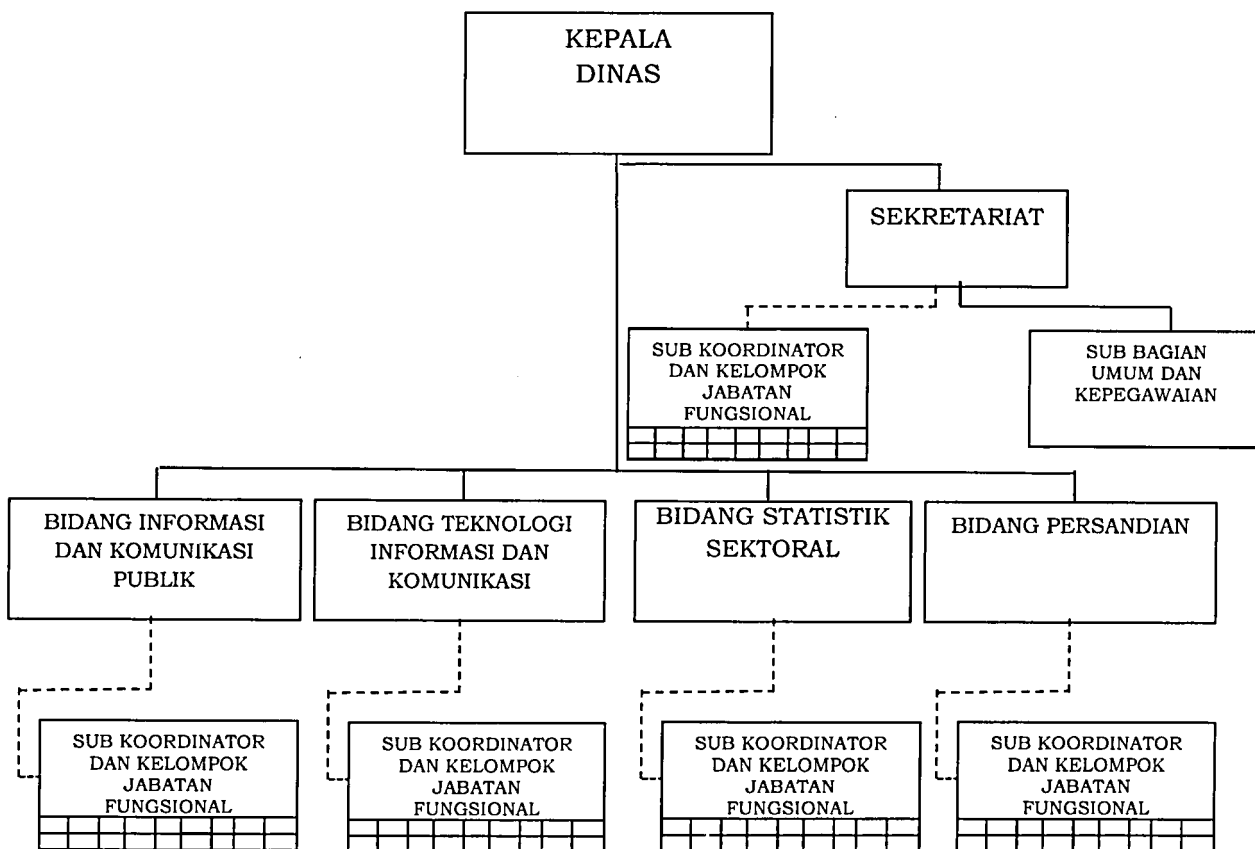 KEPALA
DINAS
SEKRETARIAT
SUB KOORDINATOR
DAN KELOMPOK
JABATAN
FUNGSIONAL
SUB BAGIAN
UMUM DAN
KEPEGAWAIAN
BIDANG INFORMASI
DAN KOMUNIKASI
PUBLIK
BIDANG TEKNOLOGI
INFORMASI DAN
KOMUNIKASI
BIDANG STATISTIK
SEKTORAL
BIDANG PERSANDIAN
SUB KOORDINATOR
DAN KELOMPOK
JABATAN
FUNGSIONAL
SUB KOORDINATOR
DAN KELOMPOK
JABATAN
FUNGSIONAL
SUB KOORDINATOR
DAN KELOMPOK
JABATAN
FUNGSIONAL
SUB KOORDINATOR
DAN KELOMPOK
JABATAN
FUNGSIONAL